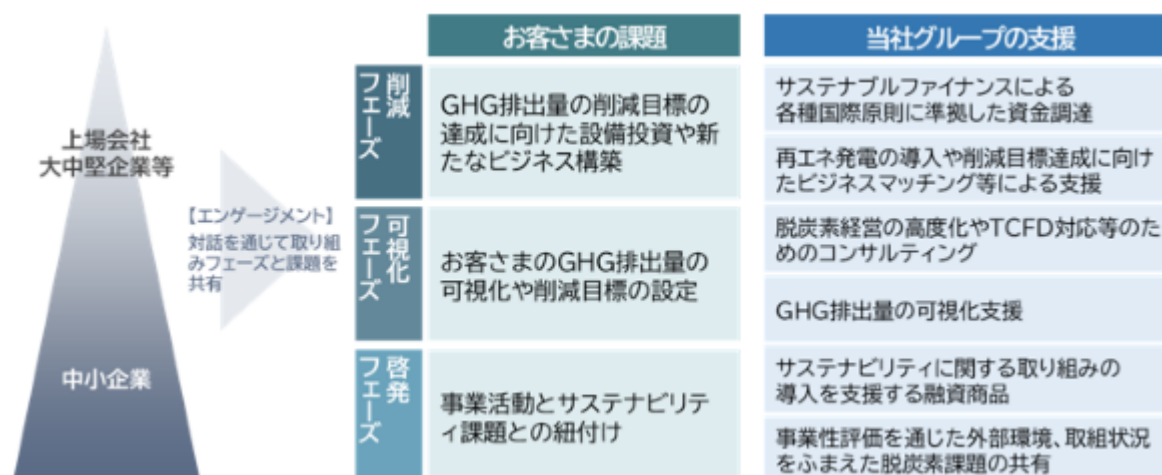 お客さまの課題
当社グループの支援
上場会社
大中堅企業等
中小企業
【エンゲージメント】
対話を通じて取り組
みフェーズと課題を
共有
削減
フェーズ
GHG排出量の削減目標の
達成に向けた設備投資や新
たなビジネス構築
サステナブルファイナンスによる
各種国際原則に準拠した資金調達
再エネ発電の導入や削減目標達成に向け
たビジネスマッチング等による支援
可視化
フェーズ
お客さまのGHG排出量の
可視化や削減目標の設定
脱炭素経営の高度化やTCFD対応等のた
めのコンサルティング
GHG排出量の可視化支援
啓発
フェーズ
事業活動とサステナビリテ
ィ課題との紐付け
サステナビリティに関する取り組みの
導入を支援する融資商品
事業性評価を通じた外部環境、取組状況
をふまえた脱炭素課題の共有